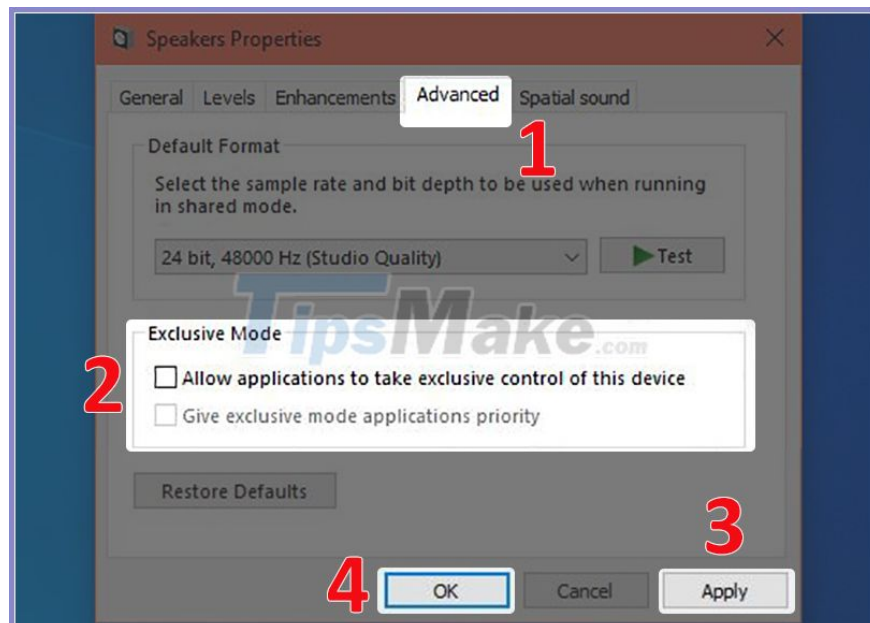 Speakers Properties
General Levels Enhancements Advanced Spatial sound
1
Default Format
Select the sample rate and bit depth to be used when running
in shared mode.
24 bit, 48000 Hz (Studio Quality) Test
TipsMake.com
Exclusive Mode
2
Allow applications to take exclusive control of this device
Give exclusive mode applications priority
Restore Defaults
3
4
OK Cancel Apply